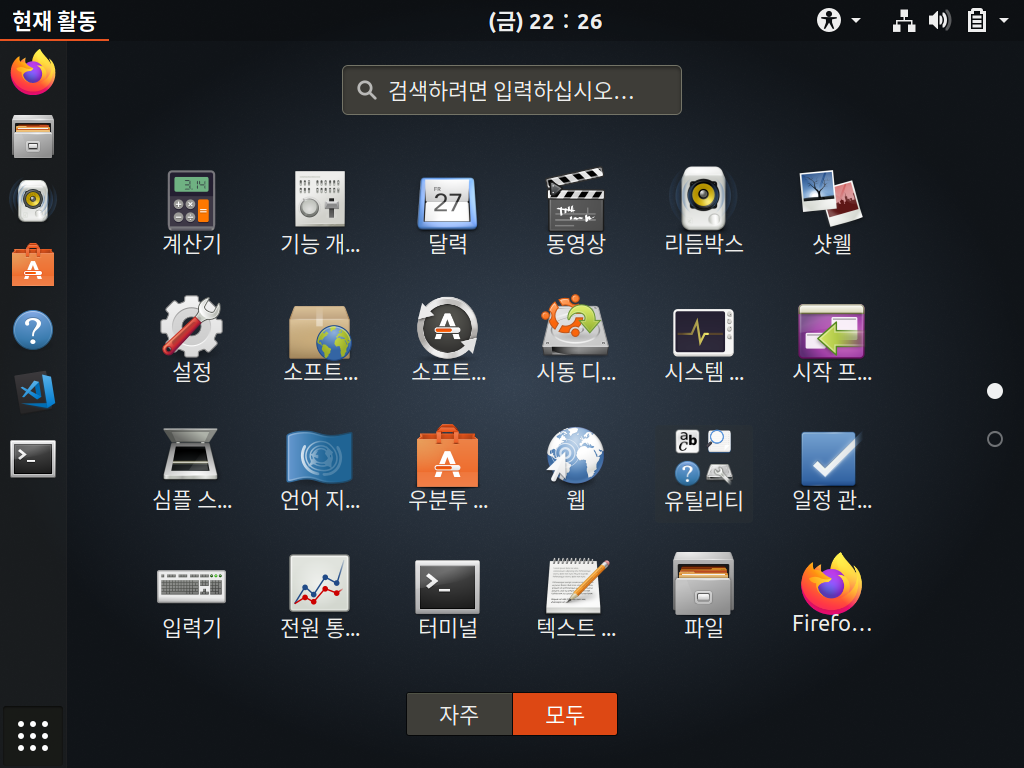 현재 활동
(금) 22 : 26
검색하려면 입력하십시오...
계산기
기능 개...
달력
동영상
리듬박스
샷웰
설정
소프트...
소프트...
시동 디...
시스템 ...
시작 프...
심플 스...
언어 지...
우분투 ...
웹
유틸리티
일정 관...
입력기
전원 통...
터미널
텍스트 ...
파일
Firefo...
자주
모두
3.14
FR
27
ab
c